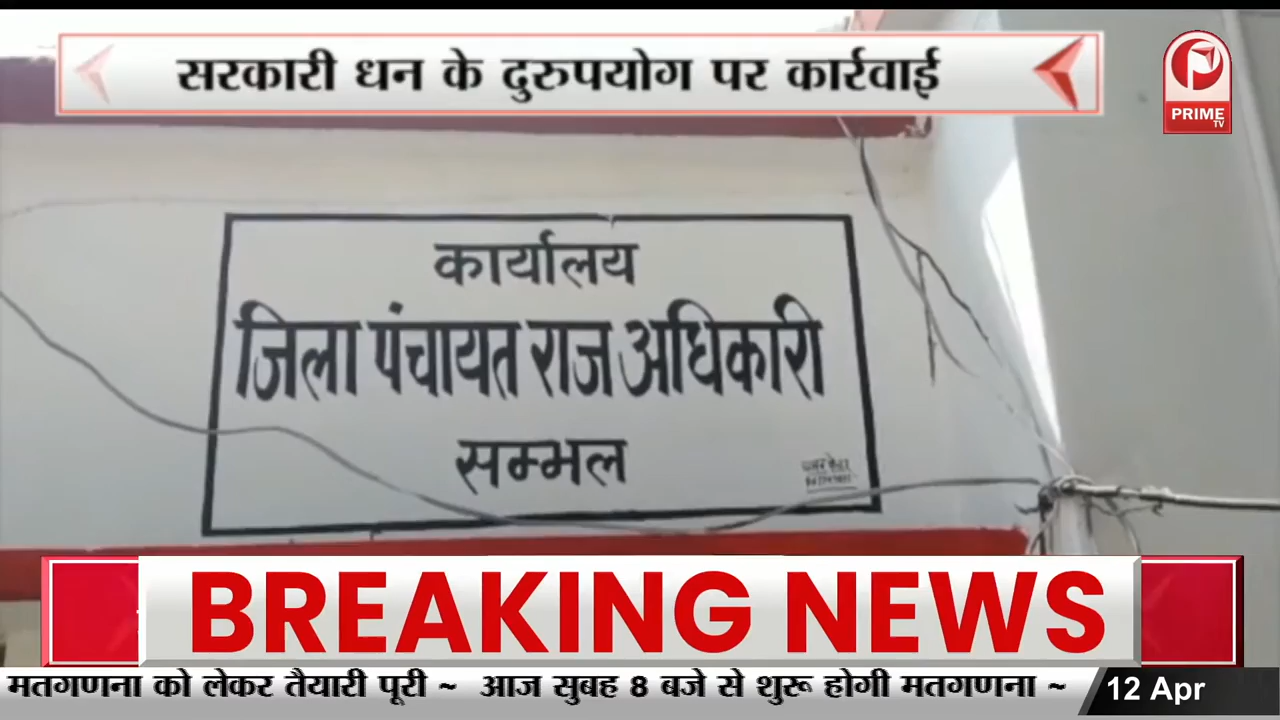 सरकारी धन के दुरुपयोग पर कार्रवाई
PRIME
TV
कार्यालय
जिला पंचायत राज अधिकारी
सम्भल
BREAKING NEWS
मतगणना को लेकर तैयारी पूरी ~ आज सुबह 8 बजे से शुरू होगी मतगणना ~
12 Apr